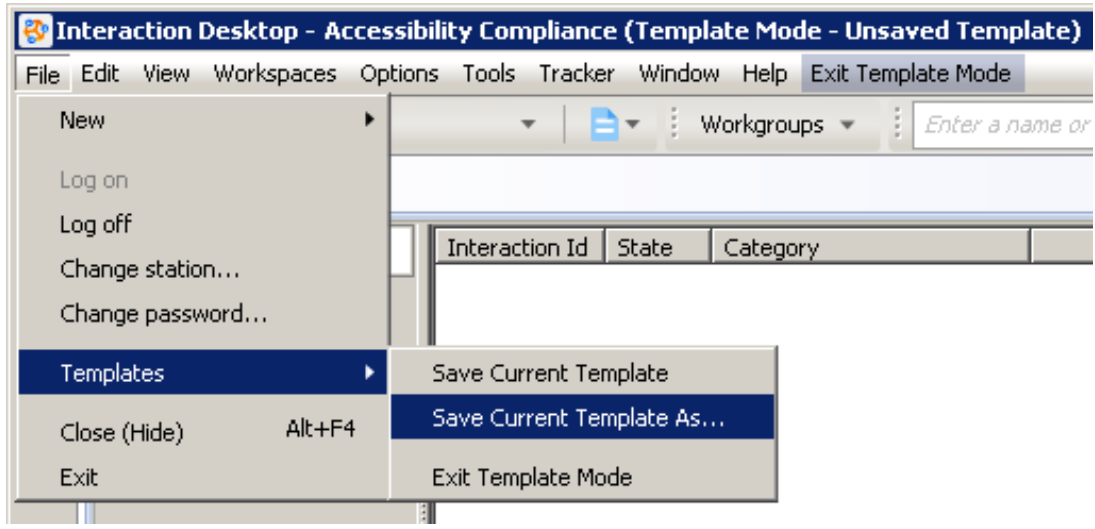 Interaction Desktop - Accessibility Compliance (Template Mode - Unsaved Template)
File Edit View Workspaces Options Tools Tracker Window Help Exit Template Mode
New
Workgroups
Enter a name or
Log on
Log off
Interaction Id State Category
Change station...
Change password...
Templates
Save Current Template
Save Current Template As...
Close (Hide) Alt+F4
Exit
Exit Template Mode